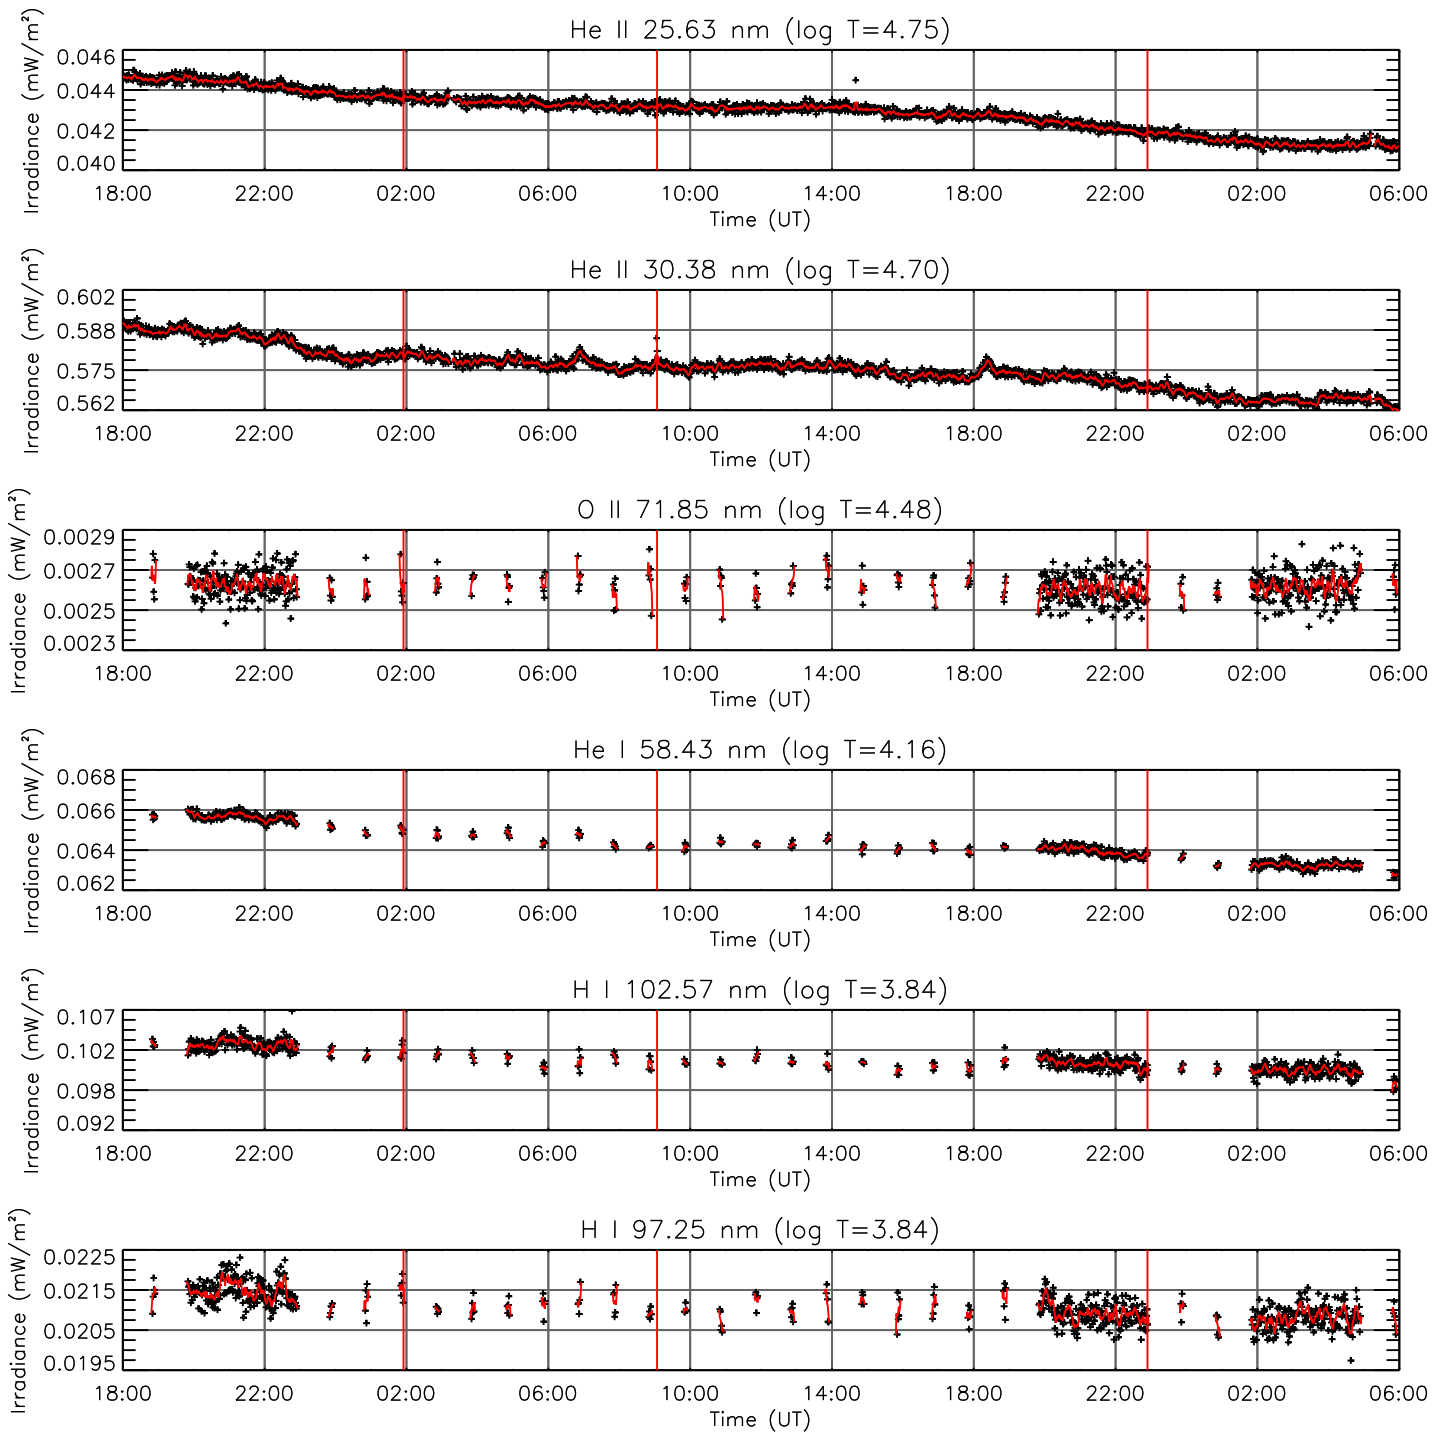 He II 25.63 nm (log T=4.75)
Irradiance (mW/m²)
0.046
0.044
0.042
0.040
18:00 22:00 02:00 06:00 10:00 14:00 18:00 22:00 02:00 06:00
Time (UT)
He II 30.38 nm (log T=4.70)
Irradiance (mW/m²)
0.602
0.588
0.575
0.562
18:00 22:00 02:00 06:00 10:00 14:00 18:00 22:00 02:00 06:00
Time (UT)
O II 71.85 nm (log T=4.48)
Irradiance (mW/m²)
0.0029
0.0027
0.0025
0.0023
18:00 22:00 02:00 06:00 10:00 14:00 18:00 22:00 02:00 06:00
Time (UT)
He I 58.43 nm (log T=4.16)
Irradiance (mW/m²)
0.068
0.066
0.064
0.062
18:00 22:00 02:00 06:00 10:00 14:00 18:00 22:00 02:00 06:00
Time (UT)
H I 102.57 nm (log T=3.84)
Irradiance (mW/m²)
0.107
0.102
0.098
0.092
18:00 22:00 02:00 06:00 10:00 14:00 18:00 22:00 02:00 06:00
Time (UT)
H I 97.25 nm (log T=3.84)
Irradiance (mW/m²)
0.0225
0.0215
0.0205
0.0195
18:00 22:00 02:00 06:00 10:00 14:00 18:00 22:00 02:00 06:00
Time (UT)